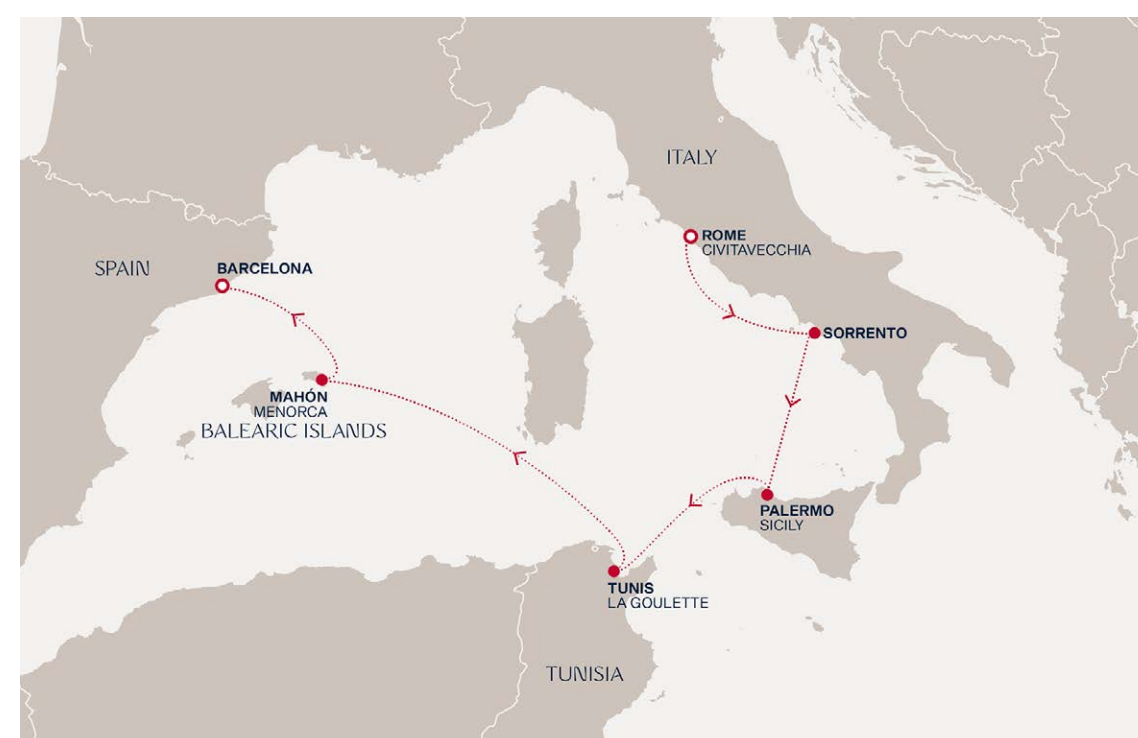 ITALY
ROME
CIVITAVECCHIA
SPAIN
BARCELONA
SORRENTO
MAHÓN
MENORCA
BALEARIC ISLANDS
PALERMO
SICILY
TUNIS
LA GOULETTE
TUNISIA